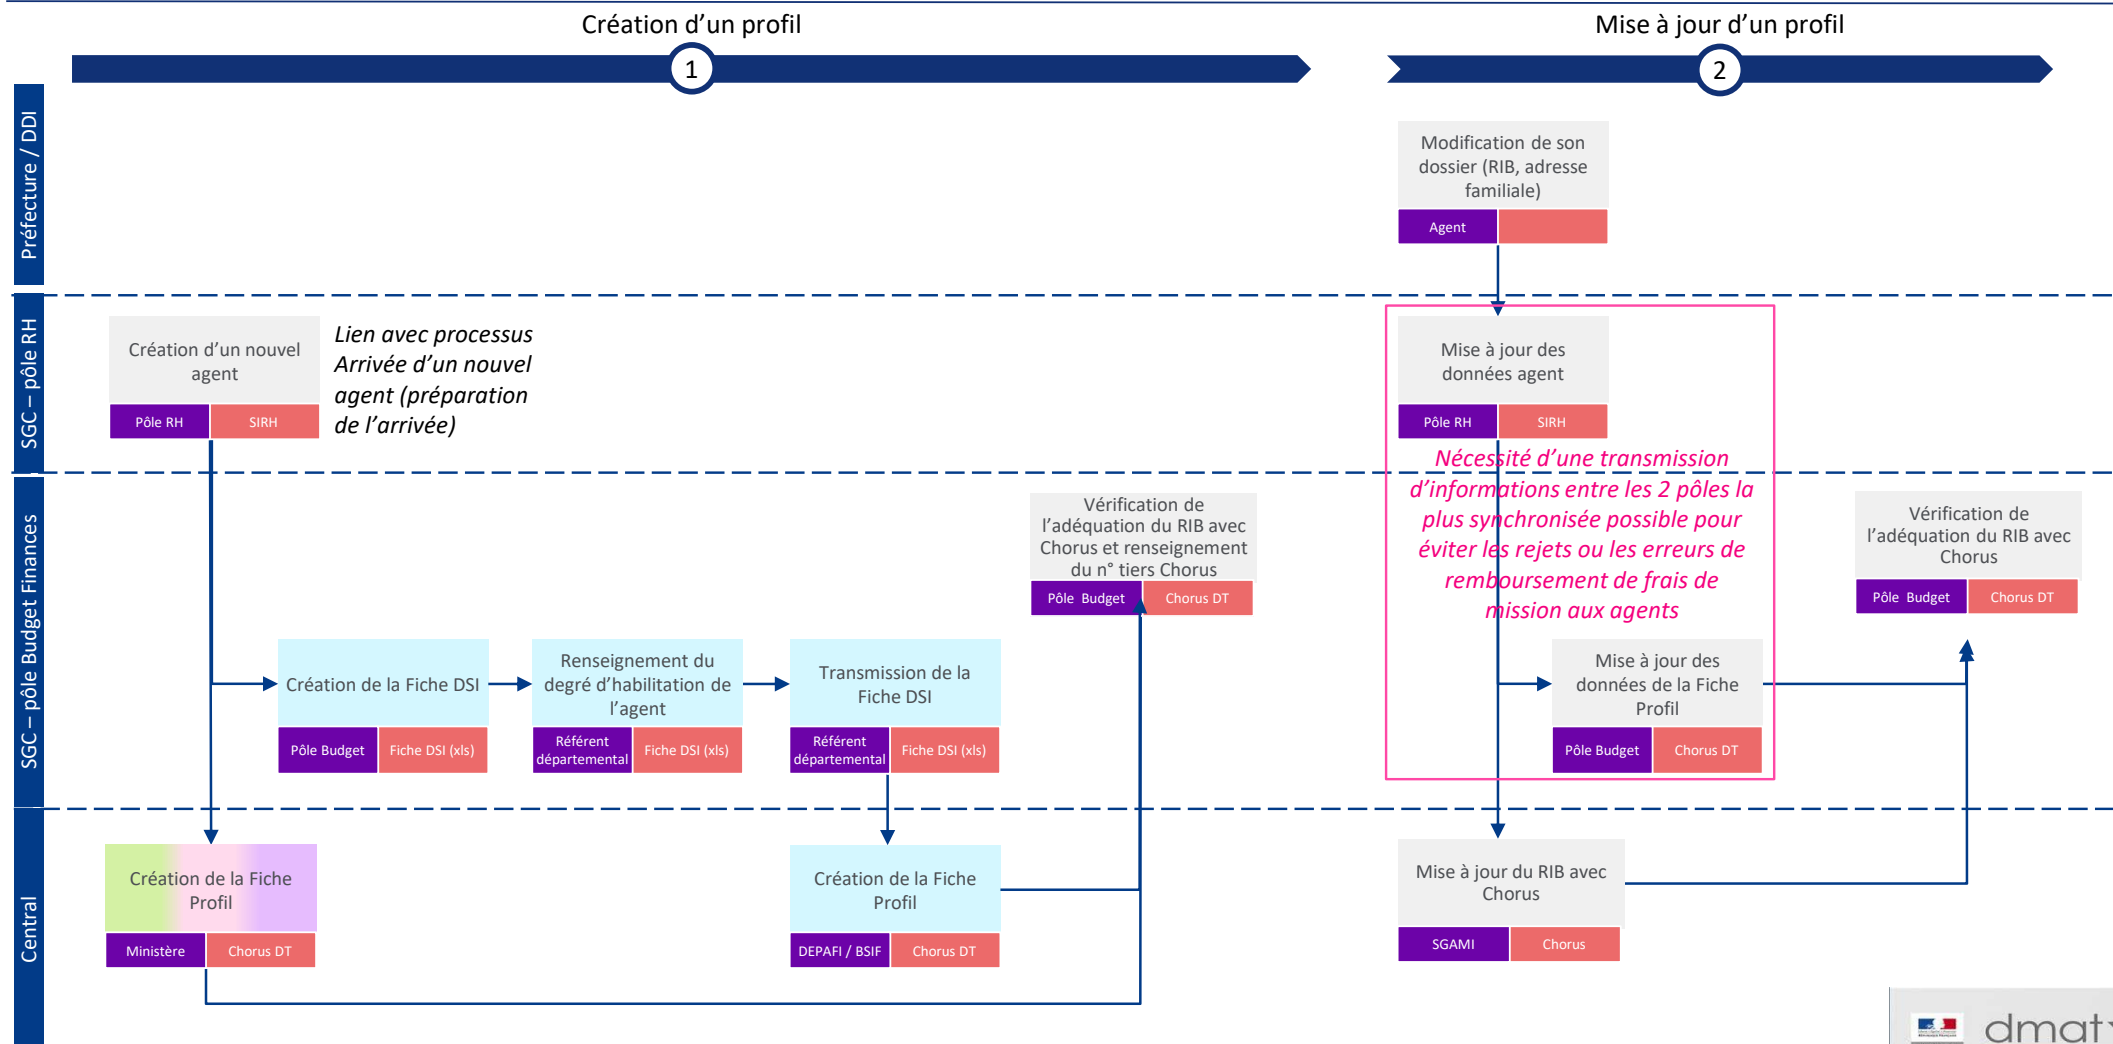 Création d’un profil
Mise à jour d’un profil
1
2
Préfecture / DDI
Modification de son
dossier (RIB, adresse
familiale)
Agent
SGC – pôle RH
Création d’un nouvel
agent
Pôle RH
SIRH
Lien avec processus
Arrivée d’un nouvel
agent (préparation
de l’arrivée)
Mise à jour des
données agent
Pôle RH
SIRH
Nécessité d’une transmission
d’informations entre les 2 pôles la
plus synchronisée possible pour
éviter les rejets ou les erreurs de
remboursement de frais de
mission aux agents
SGC – pôle Budget Finances
Création de la Fiche DSI
Pôle Budget
Fiche DSI (xls)
Renseignement du
degré d’habilitation de
l’agent
Référent
départemental
Fiche DSI (xls)
Transmission de la
Fiche DSI
Référent
départemental
Fiche DSI (xls)
Vérification de
l’adéquation du RIB avec
Chorus et renseignement
du n° tiers Chorus
Pôle Budget
Chorus DT
Mise à jour des
données de la Fiche
Profil
Pôle Budget
Chorus DT
Vérification de
l’adéquation du RIB avec
Chorus
Pôle Budget
Chorus DT
Central
Création de la Fiche
Profil
Ministère
Chorus DT
Création de la Fiche
Profil
DEPAFI / BSIF
Chorus DT
Mise à jour du RIB avec
Chorus
SGAMI
Chorus
dmat